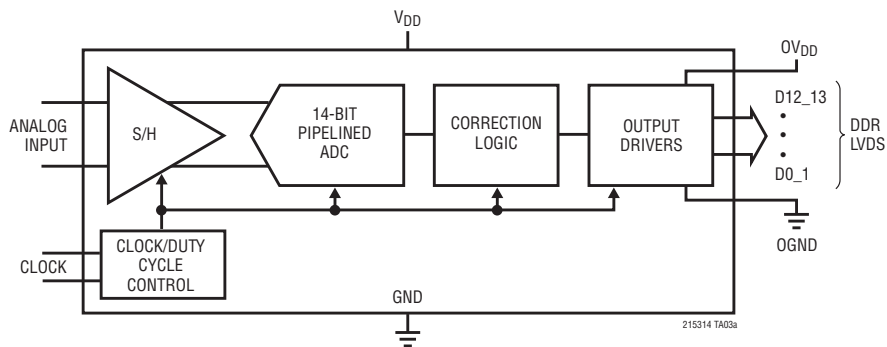 VDD
OVDD
D12_13
•
•
•
D0_1
DDR
LVDS
ANALOG
INPUT
S/H
14-BIT
PIPELINED
ADC
CORRECTION
LOGIC
OUTPUT
DRIVERS
OGND
CLOCK
CLOCK/DUTY
CYCLE
CONTROL
GND
215314 TA03a